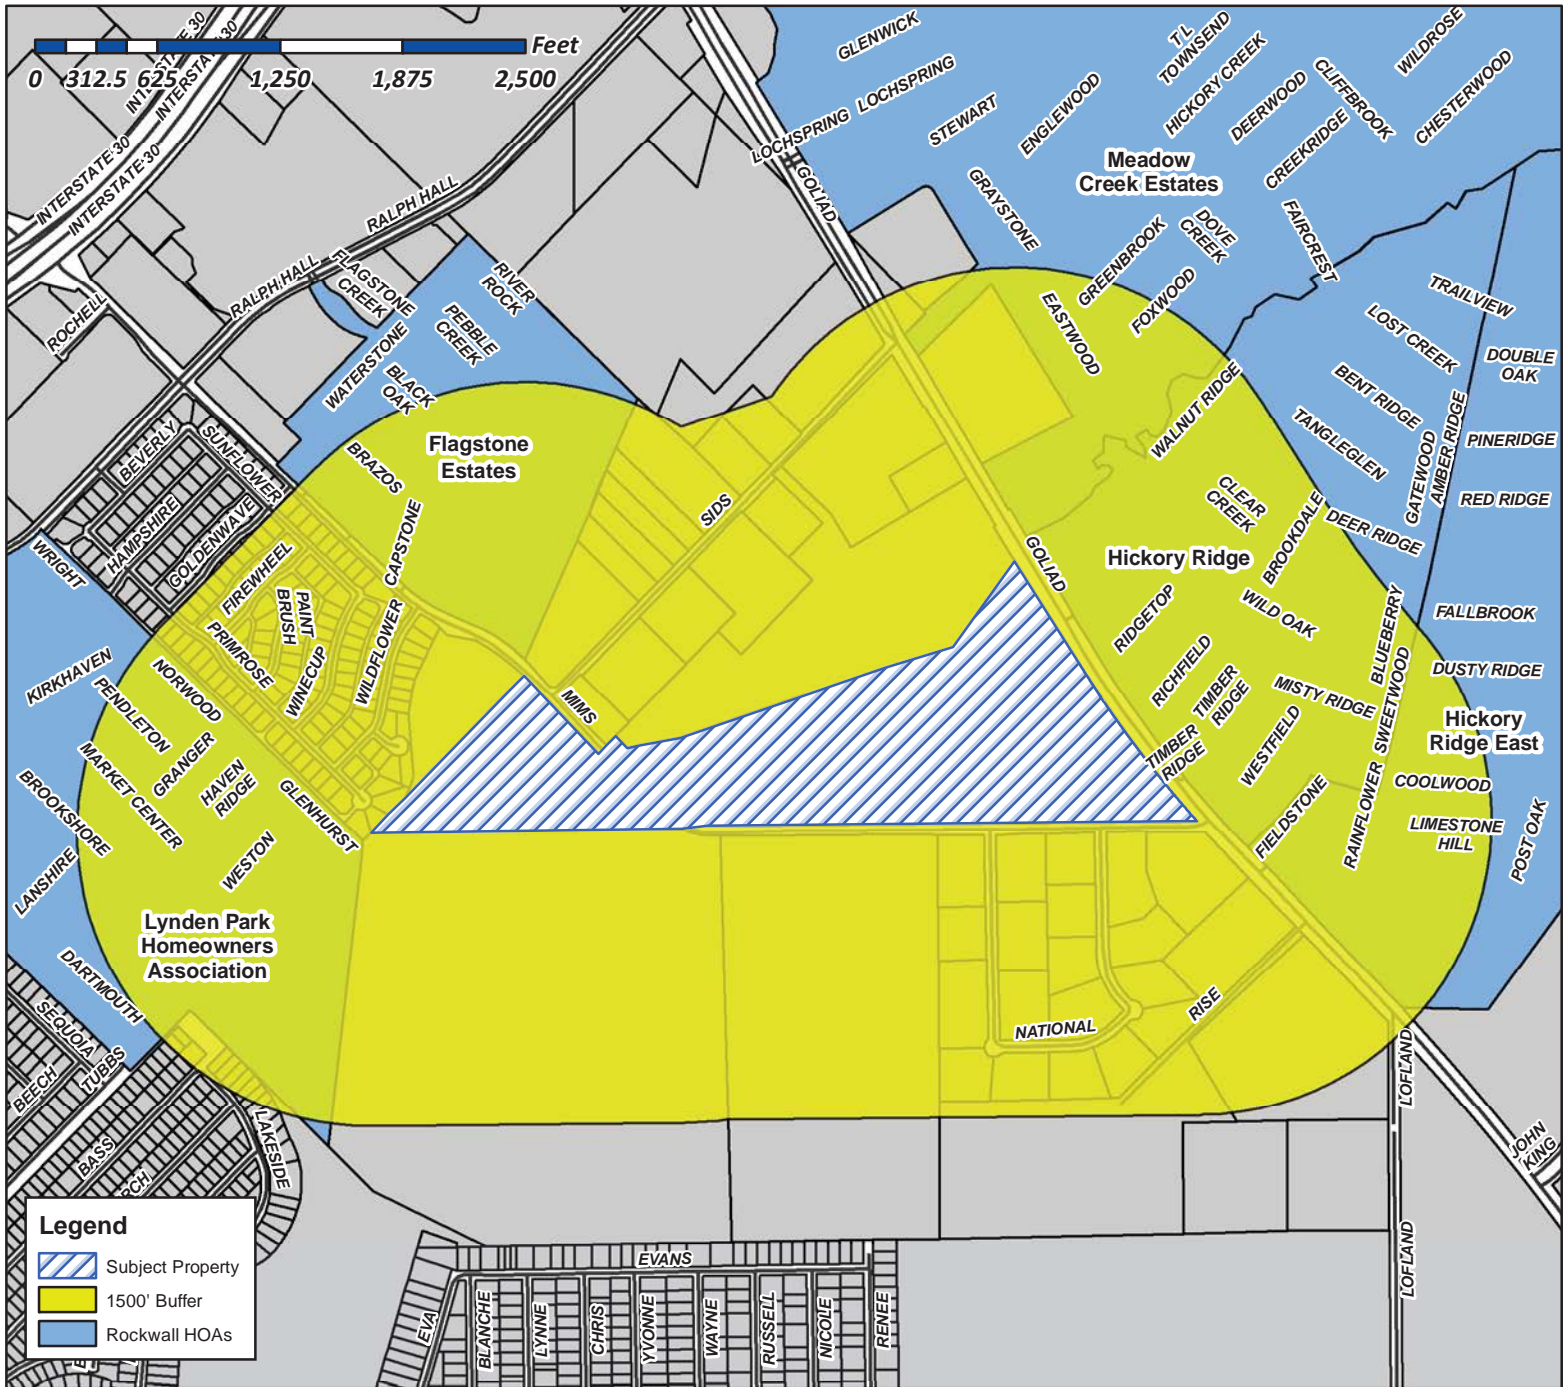 Feet
0 312.5 625 1,250 1,875 2,500
INTERSTATE 30
INTERSTATE 30
INTERSTATE 30
INTERSTATE 30
GLENWICK
T L
TOWNSEND
WILDROSE
LOCHSPRING
LOCHSPRING
STEWART
ENGLEWOOD
HICKORY CREEK
DEERWOOD
CLIFFBROOK
CHESTERWOOD
CREEKRIDGE
Meadow
Creek Estates
GOLIAD
GRAYSTONE
GREENBROOK
DOVE
CREEK
FAIRCREST
FOXWOOD
EASTWOOD
RALPH HALL
RALPH HALL
ROCHELL
FLAGSTONE
CREEK
RIVER
ROCK
PEBBLE
CREEK
WATERSTONE
BLACK
OAK
TRAILVIEW
LOST CREEK
DOUBLE
OAK
BENT RIDGE
WALNUT RIDGE
TANGLEGLEN
GATEWOOD
AMBER RIDGE
PINERIDGE
RED RIDGE
BEVERLY
SUNFLOWER
HAMPSHIRE
GOLDENWAVE
WRIGHT
BRAZOS
Flagstone
Estates
CAPSTONE
SIDS
CLEAR
CREEK
BROOKDALE
DEER RIDGE
Hickory Ridge
GOLIAD
FIREWHEEL
PAINT
BRUSH
PRIMROSE
WINECUP
WILDFLOWER
RIDGETOP
WILD OAK
BLUEBERRY
FALLBROOK
KIRKHAVEN
NORWOOD
PENDLETON
MIMS
RICHFIELD
TIMBER
RIDGE
MISTY RIDGE
SWEETWOOD
DUSTY RIDGE
Hickory
Ridge East
GRANGER
MARKET CENTER
HAVEN
RIDGE
GLENHURST
BROOKSHORE
TIMBER
RIDGE
WESTFIELD
COOLWOOD
FIELDSTONE
RAINFLOWER
LIMESTONE
HILL
POST OAK
LANSHIRE
WESTON
Lynden Park
Homeowners
Association
DARTMOUTH
SEQUOIA
TUBBS
BEECH
NATIONAL
RISE
LOFLAND
LAKESIDE
BASS
JOHN
KING
LOFLAND
Legend
Subject Property
1500' Buffer
Rockwall HOAs
EVANS
EVA
BLANCHE
LYNNE
CHRIS
YVONNE
WAYNE
RUSSELL
NICOLE
RENEE